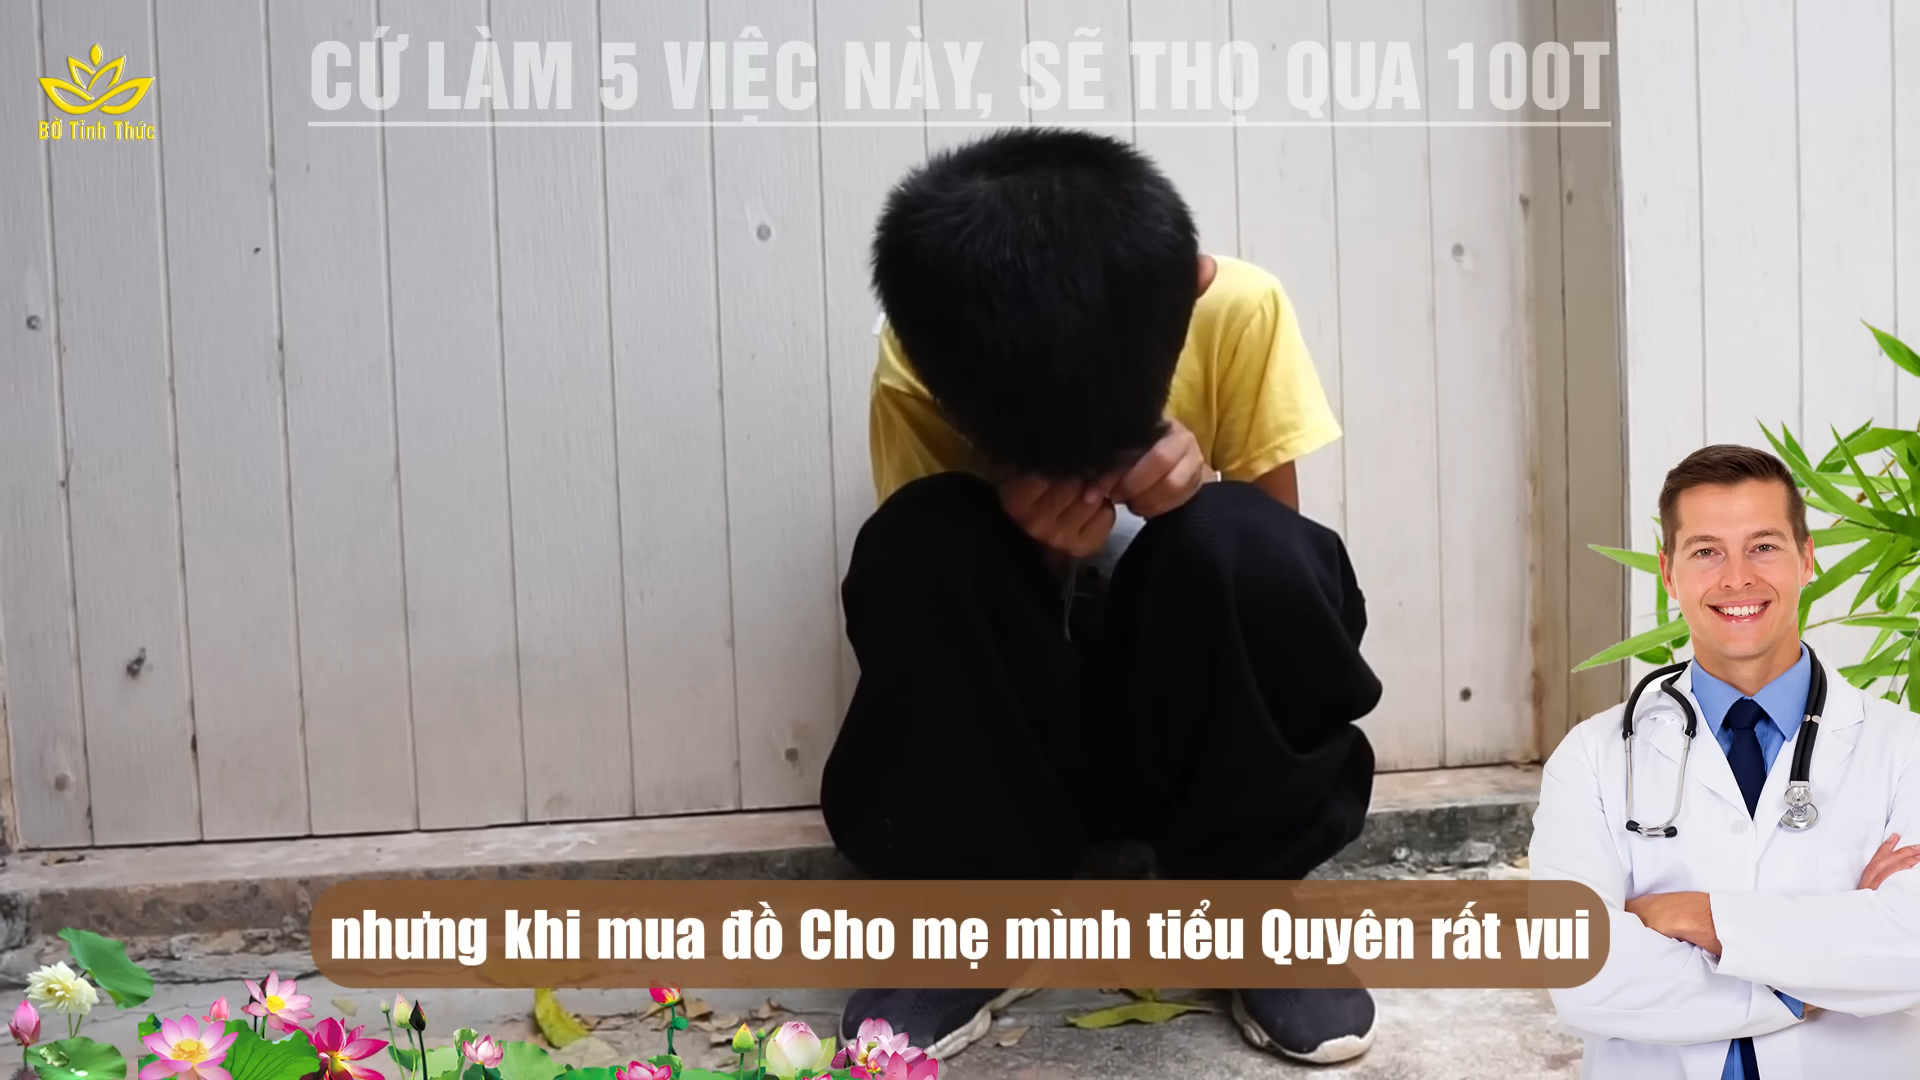 CỨ LÀM 5 VIỆC NÀY, SẼ THỌ QUA 100T
BỜ Tỉnh Thức
nhưng khi mua đồ Cho mẹ mình tiểu Quyên rất vui